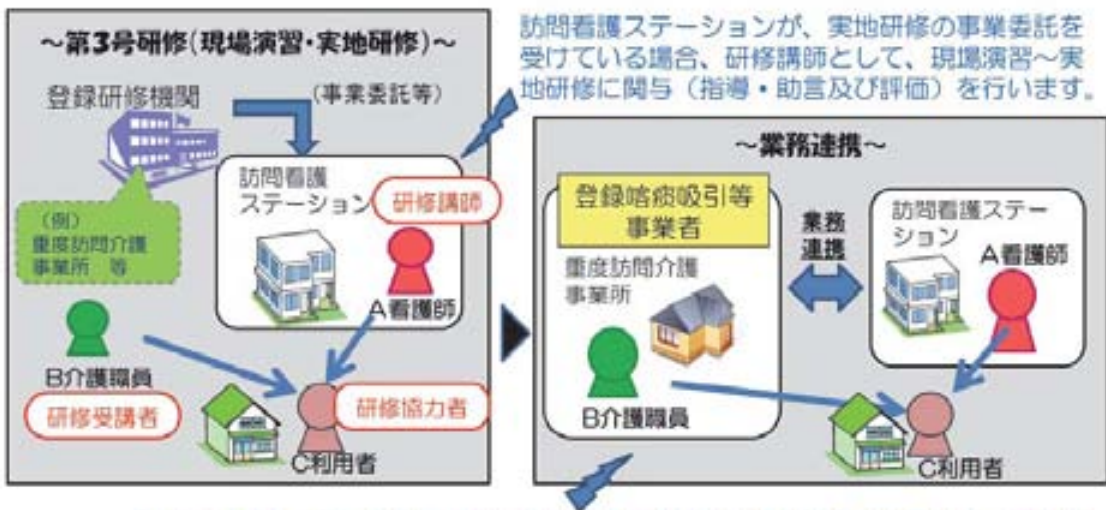 訪問看護ステーションが、実地研修の事業委託を
受けている場合、研修講師として、現場演習～実
地研修に関与（指導・助言及び評価）を行います。
～第3号研修(現場演習・実地研修)～
登録研修機関
(事業委託等)
訪問看護
ステーション
研修講師
（例）
重度訪問介護
事業所 等
A看護師
B介護職員
研修受講者
研修協力者
C利用者
～業務連携～
登録喀痰吸引等
事業者
重度訪問介護
事業所
業務
連携
訪問看護ステー
ション
A看護師
B介護職員
C利用者